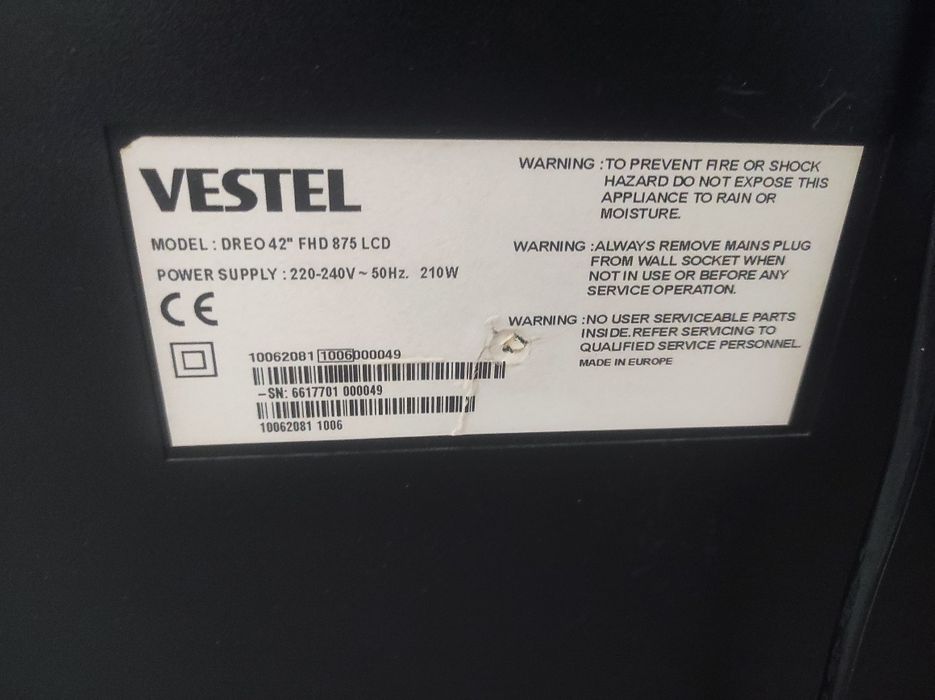 VESTEL
MODEL : DREO 42" FHD 875 LCD
POWER SUPPLY : 220-240V ~ 50Hz. 210W
CE
10062081 1006000049
-SN: 6617701 000049
10062081 1006
WARNING :TO PREVENT FIRE OR SHOCK
HAZARD DO NOT EXPOSE THIS
APPLIANCE TO RAIN OR
MOISTURE.
WARNING :ALWAYS REMOVE MAINS PLUG
FROM WALL SOCKET WHEN
NOT IN USE OR BEFORE ANY
SERVICE OPERATION.
WARNING :NO USER SERVICEABLE PARTS
INSIDE.REFER SERVICING TO
QUALIFIED SERVICE PERSONNEL.
MADE IN EUROPE